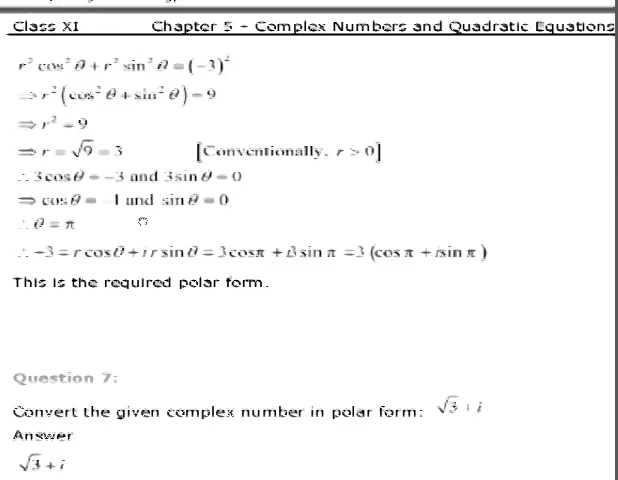 Class XI Chapter 5 – Complex Numbers and Quadratic Equations
r² cos² θ + r² sin² θ = (−3)²
⇒ r² (cos² θ + sin² θ) = 9
⇒ r² = 9
⇒ r = √9 = 3 [Conventionally, r > 0]
∴ 3 cos θ = −3 and 3 sin θ = 0
⇒ cos θ = −1 and sin θ = 0
∴ θ = π
∴ −3 = r cos θ + i r sin θ = 3 cos π + i3 sin π = 3 (cos π + i sin π)
This is the required polar form.
Question 7:
Convert the given complex number in polar form: √3 + i
Answer
√3 + i